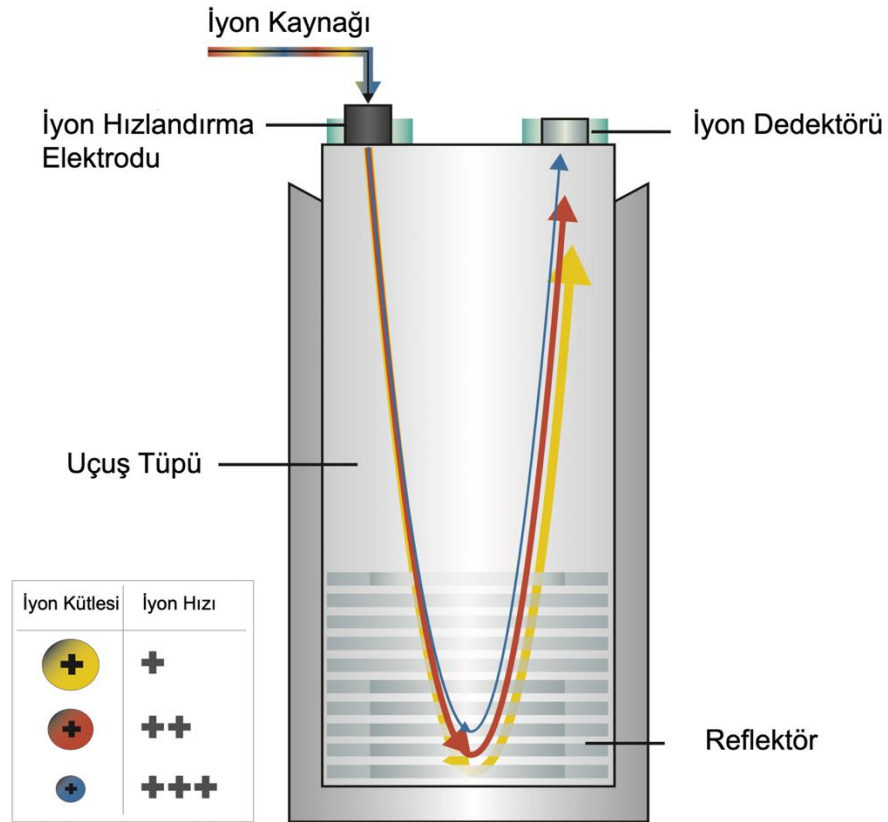 İyon Kaynağı
İyon Hızlandırma
Elektrodu
İyon Dedektörü
Uçuş Tüpü
İyon Kütlesi
İyon Hızı
+
+
+
++
+
+++
Reflektör